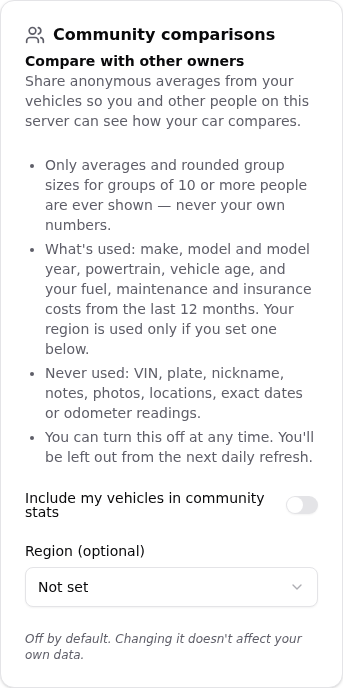 Community comparisons
Compare with other owners
Share anonymous averages from your
vehicles so you and other people on this
server can see how your car compares.
• Only averages and rounded group
sizes for groups of 10 or more people
are ever shown — never your own
numbers.
• What's used: make, model and model
year, powertrain, vehicle age, and
your fuel, maintenance and insurance
costs from the last 12 months. Your
region is used only if you set one
below.
• Never used: VIN, plate, nickname,
notes, photos, locations, exact dates
or odometer readings.
• You can turn this off at any time. You'll
be left out from the next daily refresh.
Include my vehicles in community
stats
Region (optional)
Not set
Off by default. Changing it doesn't affect your
own data.